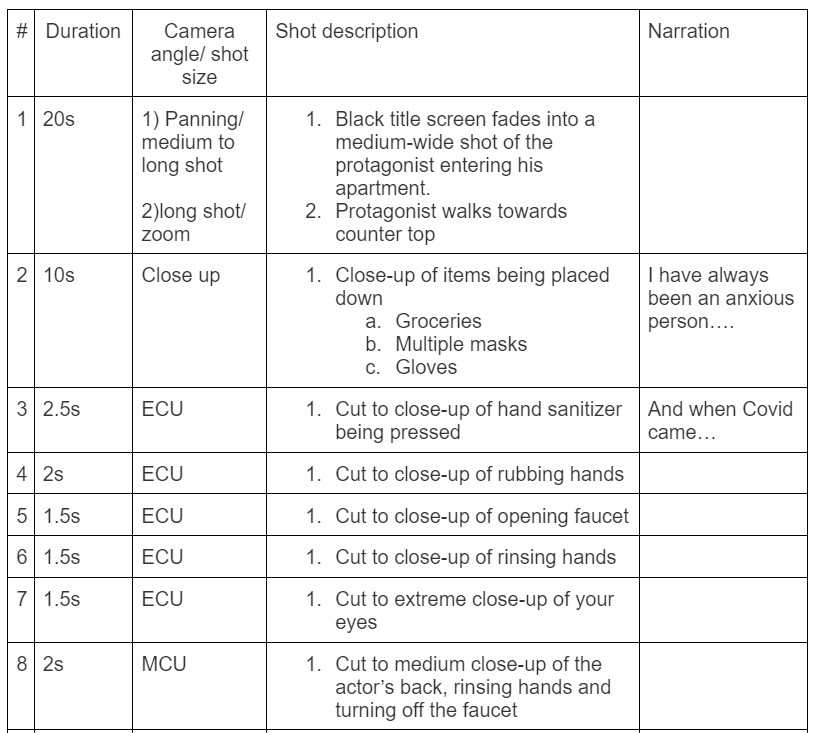 # Duration Camera angle/ shot size Shot description Narration
1 20s 1) Panning/ medium to long shot 1. Black title screen fades into a medium-wide shot of the protagonist entering his apartment.
2)long shot/ zoom 2. Protagonist walks towards counter top
2 10s Close up 1. Close-up of items being placed down I have always been an anxious person….
a. Groceries
b. Multiple masks
c. Gloves
3 2.5s ECU 1. Cut to close-up of hand sanitizer being pressed And when Covid came…
4 2s ECU 1. Cut to close-up of rubbing hands
5 1.5s ECU 1. Cut to close-up of opening faucet
6 1.5s ECU 1. Cut to close-up of rinsing hands
7 1.5s ECU 1. Cut to extreme close-up of your eyes
8 2s MCU 1. Cut to medium close-up of the actor’s back, rinsing hands and turning off the faucet